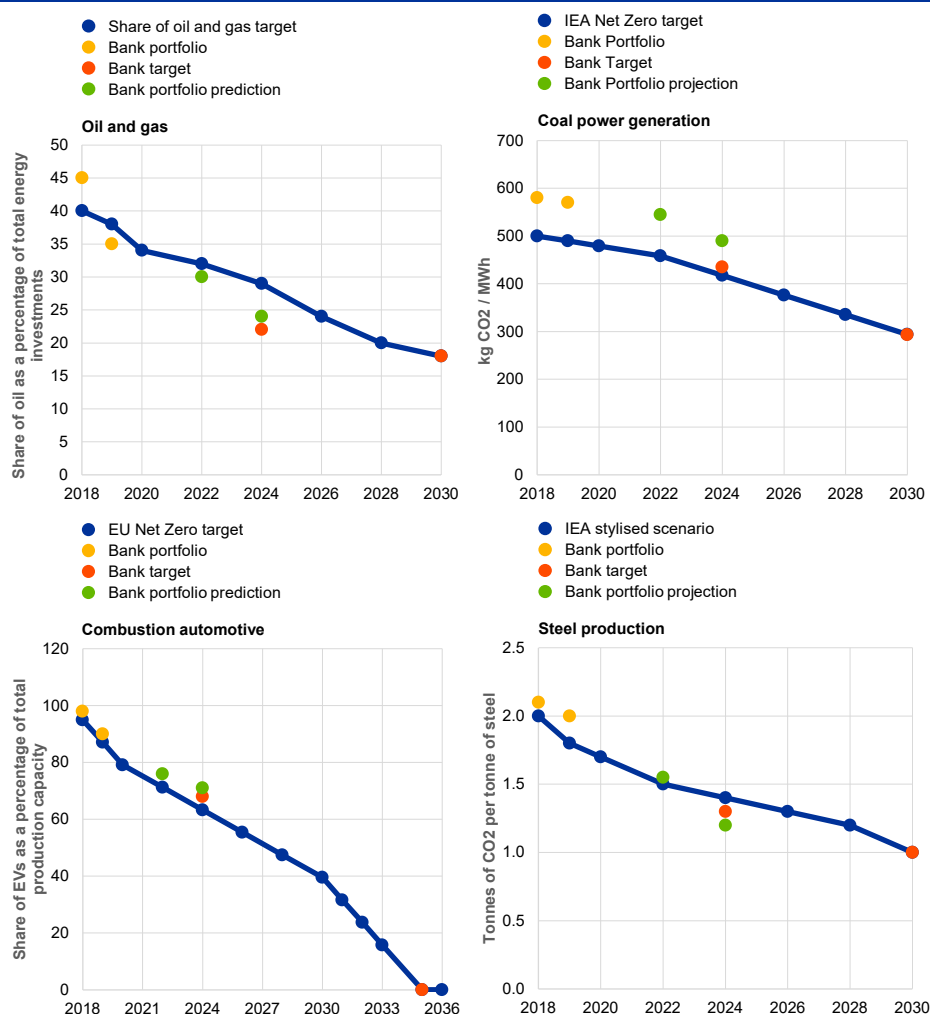 Share of oil and gas target
Bank portfolio
Bank target
Bank portfolio prediction
Oil and gas
Share of oil as a percentage of total energy
investments
50
45
40
35
30
25
20
15
10
5
0
2018 2020 2022 2024 2026 2028 2030
IEA Net Zero target
Bank Portfolio
Bank Target
Bank Portfolio projection
Coal power generation
kg CO2 / MWh
700
600
500
400
300
200
100
0
2018 2020 2022 2024 2026 2028 2030
EU Net Zero target
Bank portfolio
Bank target
Bank portfolio prediction
Combustion automotive
Share of EVs as a percentage of total
production capacity
120
100
80
60
40
20
0
2018 2021 2024 2027 2030 2033 2036
IEA stylised scenario
Bank portfolio
Bank target
Bank portfolio projection
Steel production
Tonnes of CO2 per tonne of steel
2.5
2.0
1.5
1.0
0.5
0.0
2018 2020 2022 2024 2026 2028 2030